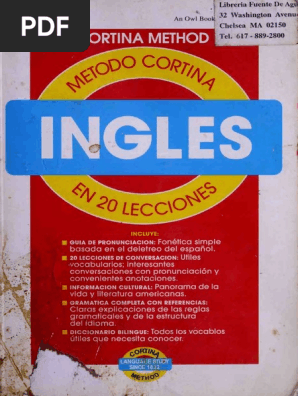 PDF
An Owl Book
Libreria Fuente De Ag
32 Washington Avenu
Chelsea MA 02150
Tel: 617 - 889-2800
CORTINA METHOD
METODO CORTINA
INGLES
EN 20 LECCIONES
INCLUYE:
GUIA DE PRONUNCIACION: Fonética simple
basada en el deletreo del español.
20 LECCIONES DE CONVERSACION: Utiles
vocabularios; interesantes
conversaciones con pronunciación y
convenientes anotaciones.
INFORMACION CULTURAL: Panorama de la
vida y literatura americanas.
GRAMATICA COMPLETA CON REFERENCIAS:
Claras explicaciones de las reglas
gramaticales y de la estructura
del idioma.
DICCIONARIO BILINGUE: Todos los vocablos
útiles que necesita conocer.
CORTINA
LANGUAGE STUDY
SINCE 1882
METHOD